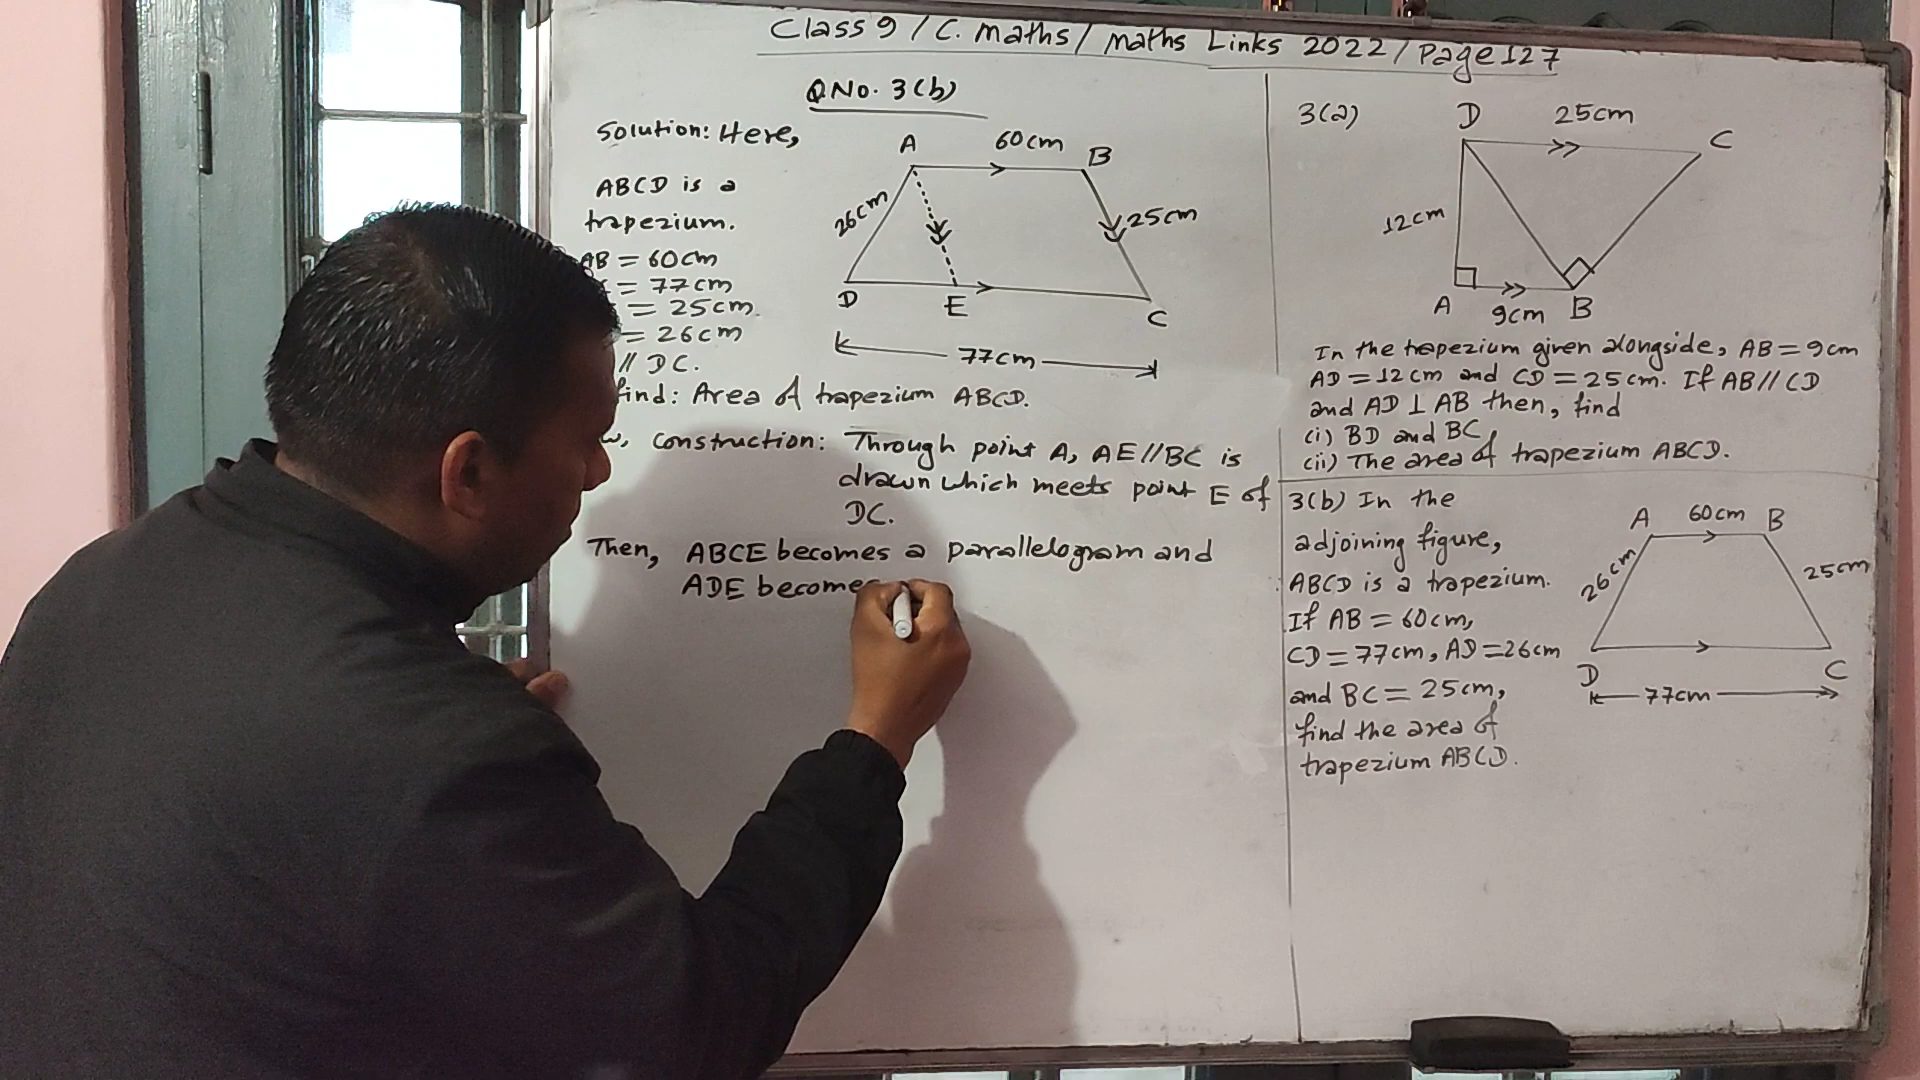 Class 9 / C. Maths / Maths Links 2022 / Page 127
Q.No. 3(b)
Solution: Here,
ABCD is a
trapezium.
AB = 60cm
= 77cm
= 25cm.
= 26cm
// DC.
find: Area of trapezium ABCD.
A 60cm B
26cm 25cm
D E C
77cm
construction: Through point A, AE//BC is
drawn which meets point E of
DC.
Then, ABCE becomes a parallelogram and
ADE becomes
3(a)
D 25cm C
12cm
A 9cm B
In the trapezium given alongside, AB = 9cm
AD = 12cm and CD = 25cm. If AB // CD
and AD ⊥ AB then, find
(i) BD and BC
(ii) The area of trapezium ABCD.
3(b) In the
adjoining figure,
ABCD is a trapezium.
If AB = 60cm,
CD = 77cm, AD = 26cm
and BC = 25cm,
find the area of
trapezium ABCD.
A 60cm B
26cm 25cm
D C
77cm